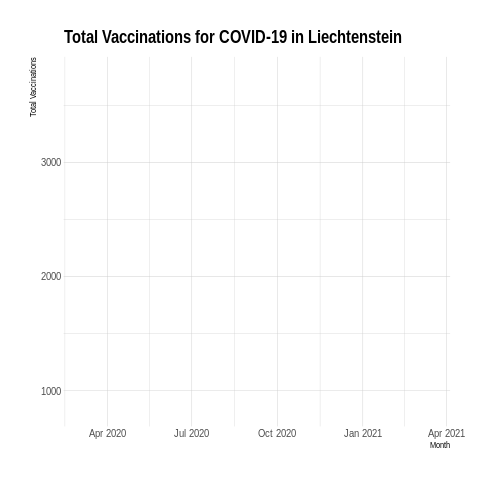 Total Vaccinations for COVID-19 in Liechtenstein
Total Vaccinations
3000
2000
1000
Apr 2020 Jul 2020 Oct 2020 Jan 2021 Apr 2021
Month